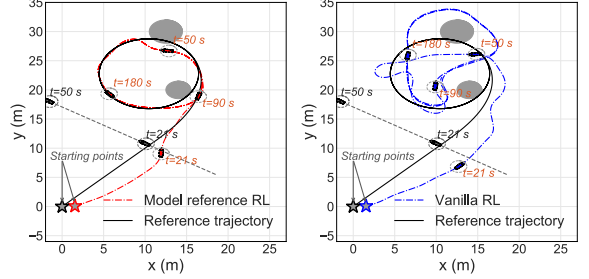 35
30
25
20
15
10
5
0
−5
y (m)
0
5
10
15
20
25
x (m)
t=50 s
t=180 s
t=90 s
t=50 s
t=21 s
t=21 s
Starting points
Model reference RL
Reference trajectory
35
30
25
20
15
10
5
0
−5
y (m)
0
5
10
15
20
25
x (m)
t=180 s
t=50 s
t=90 s
t=50 s
t=21 s
t=21 s
Starting points
Vanilla RL
Reference trajectory